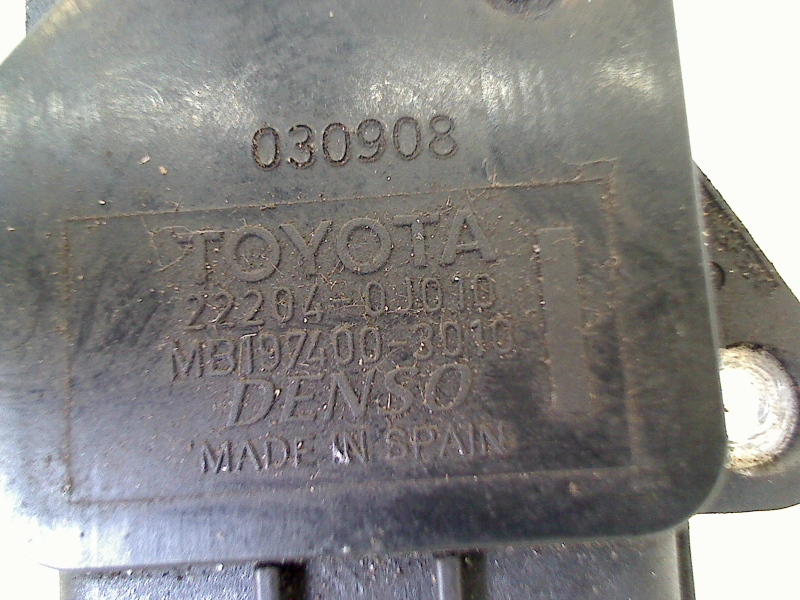 030908
TOYOTA
22204-0J010
MB197400-3010
DENSO
MADE IN SPAIN